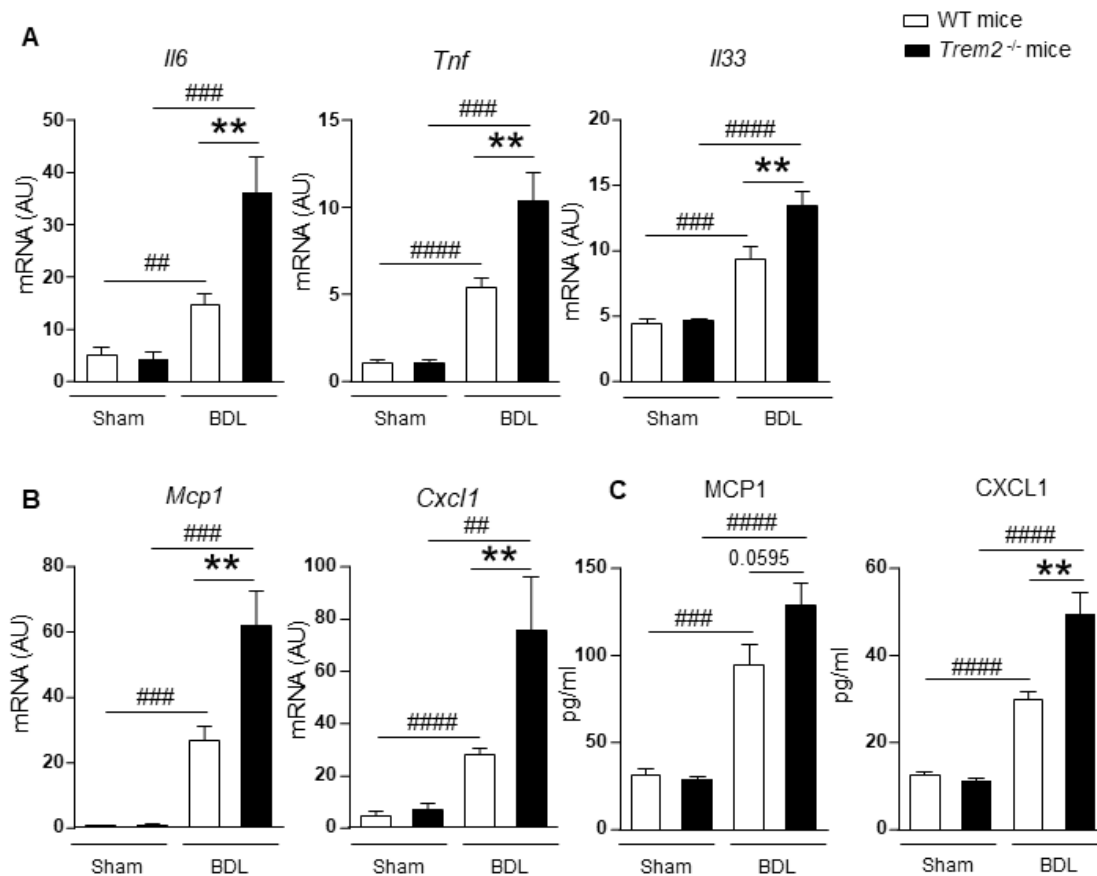 WT mice
Trem2 -/- mice
A
Il6
Tnf
Il33
###
**
##
mRNA (AU)
50
40
30
20
10
0
Sham BDL
###
**
####
mRNA (AU)
15
10
5
0
Sham BDL
####
**
###
mRNA (AU)
20
15
10
5
0
Sham BDL
B
Mcp1
###
**
###
mRNA (AU)
80
60
40
20
0
Sham BDL
Cxcl1
##
**
####
mRNA (AU)
100
80
60
40
20
0
Sham BDL
C
MCP1
####
0.0595
###
pg/ml
150
100
50
0
Sham BDL
CXCL1
####
**
####
pg/ml
60
40
20
0
Sham BDL